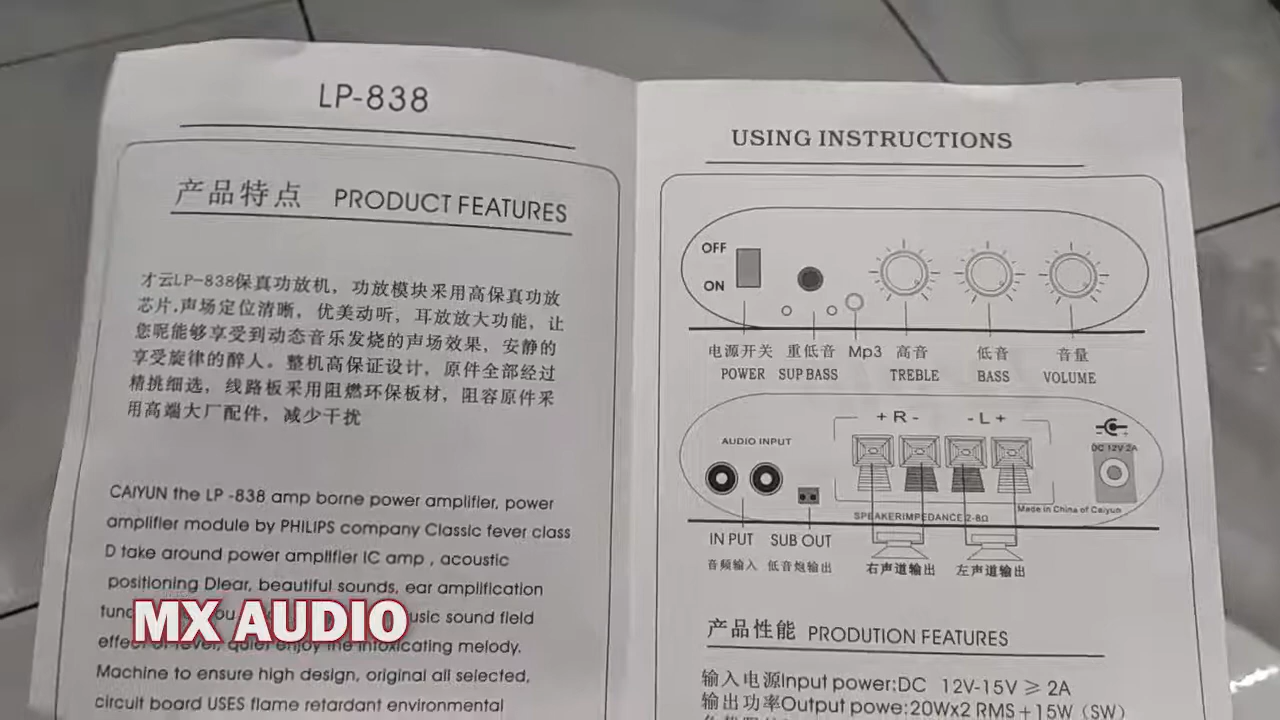 LP-838
产品特点 PRODUCT FEATURES
才云LP-838保真功放机，功放模块采用高保真功放
芯片,声场定位清晰，优美动听，耳放放大功能，让
您呢能够享受到动态音乐发烧的声场效果，安静的
享受旋律的醉人。整机高保证设计，原件全部经过
精挑细选，线路板采用阻燃环保板材，阻容原件采
用高端大厂配件，减少干扰
CAIYUN the LP -838 amp borne power amplifier, power
amplifier module by PHILIPS company Classic fever class
D take around power amplifier IC amp , acoustic
positioning Dlear, beautiful sounds, ear amplification
usic sound field
effect quiet enjoy the intoxicating melody.
Machine to ensure high design, original all selected,
circuit board USES flame retardant environmental
MX AUDIO
USING INSTRUCTIONS
OFF
ON
电源开关 重低音 Mp3 高音 低音 音量
POWER SUP BASS TREBLE BASS VOLUME
+ R - - L +
AUDIO INPUT
DC 12V 2A
SPEAKERIMPEDANCE 2-8Ω
Made in China of Caiyun
IN PUT SUB OUT
音频输入 低音炮输出 右声道输出 左声道输出
产品性能 PRODUTION FEATURES
输入电源Input power:DC 12V-15V ≥ 2A
输出功率Output powe:20Wx2 RMS+15W（SW）